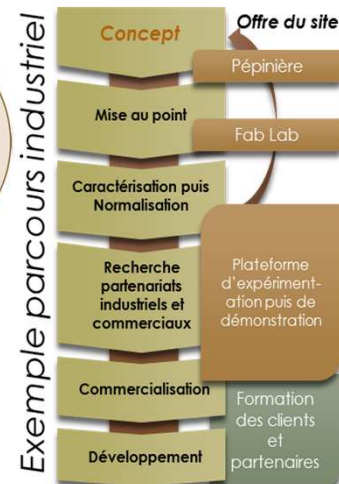 Exemple parcours industriel
Concept
Mise au point
Caractérisation puis
Normalisation
Recherche
partenariats
industriels et
commerciaux
Commercialisation
Développement
Offre du site
Pépinière
Fab Lab
Plateforme
d'expériment-
ation puis de
démonstration
Formation
des clients
et
partenaires